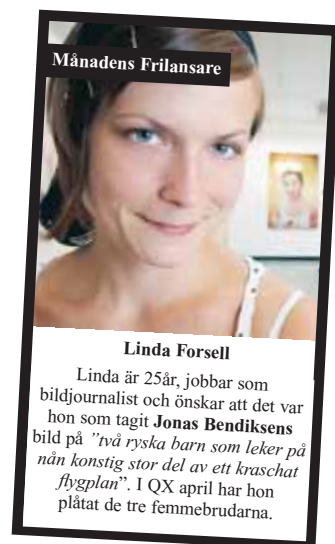 Månadens Frilansare
Linda Forsell
Linda är 25år, jobbar som
bildjournalist och önskar att det var
hon som tagit Jonas Bendiksens
bild på ”två ryska barn som leker på
nån konstig stor del av ett kraschat
flygplan”. I QX april har hon
plåtat de tre femmebrudarna.